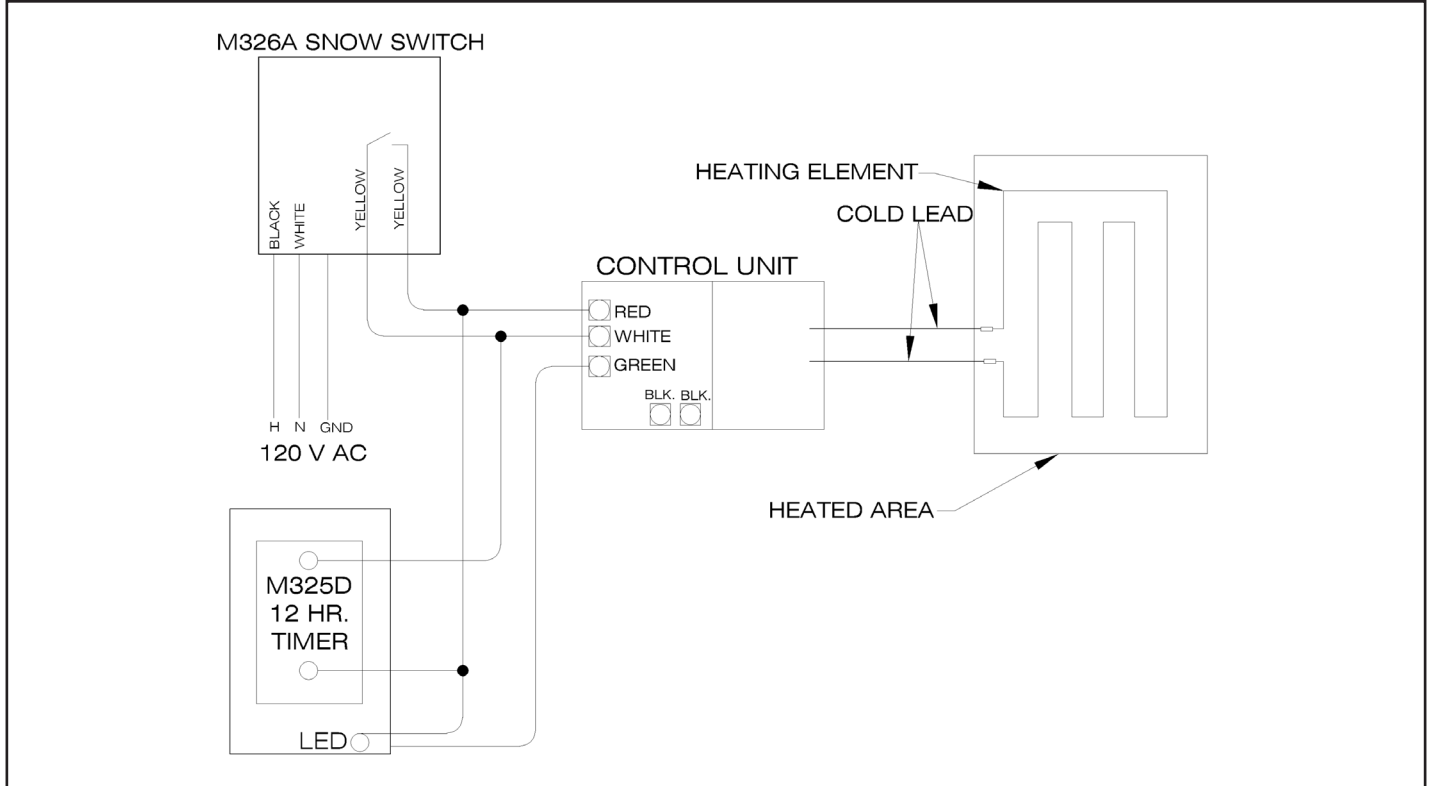 M326A SNOW SWITCH
BLACK
WHITE
YELLOW
YELLOW
H N GND
120 V AC
HEATING ELEMENT
COLD LEAD
CONTROL UNIT
RED
WHITE
GREEN
BLK. BLK.
HEATED AREA
M325D
12 HR.
TIMER
LED